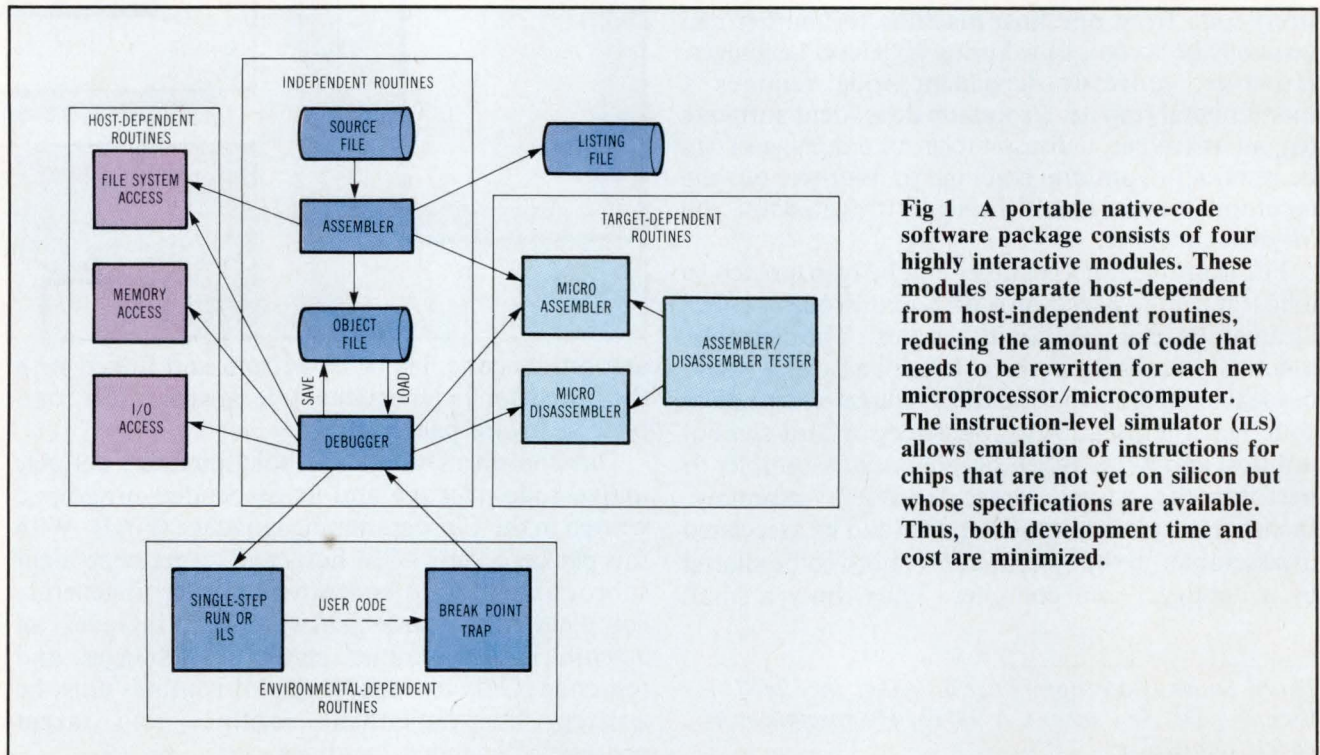 INDEPENDENT ROUTINES
HOST-DEPENDENT
ROUTINES
SOURCE
FILE
LISTING
FILE
FILE SYSTEM
ACCESS
ASSEMBLER
TARGET-DEPENDENT
ROUTINES
MEMORY
ACCESS
MICRO
ASSEMBLER
OBJECT
FILE
ASSEMBLER/
DISASSEMBLER
TESTER
I/O
ACCESS
SAVE
LOAD
MICRO
DISASSEMBLER
DEBUGGER
SINGLE-STEP
RUN OR
ILS
USER CODE
BREAK POINT
TRAP
ENVIRONMENTAL-DEPENDENT
ROUTINES
Fig 1 A portable native-code
software package consists of four
highly interactive modules. These
modules separate host-dependent
from host-independent routines,
reducing the amount of code that
needs to be rewritten for each new
microprocessor/microcomputer.
The instruction-level simulator (ILS)
allows emulation of instructions for
chips that are not yet on silicon but
whose specifications are available.
Thus, both development time and
cost are minimized.